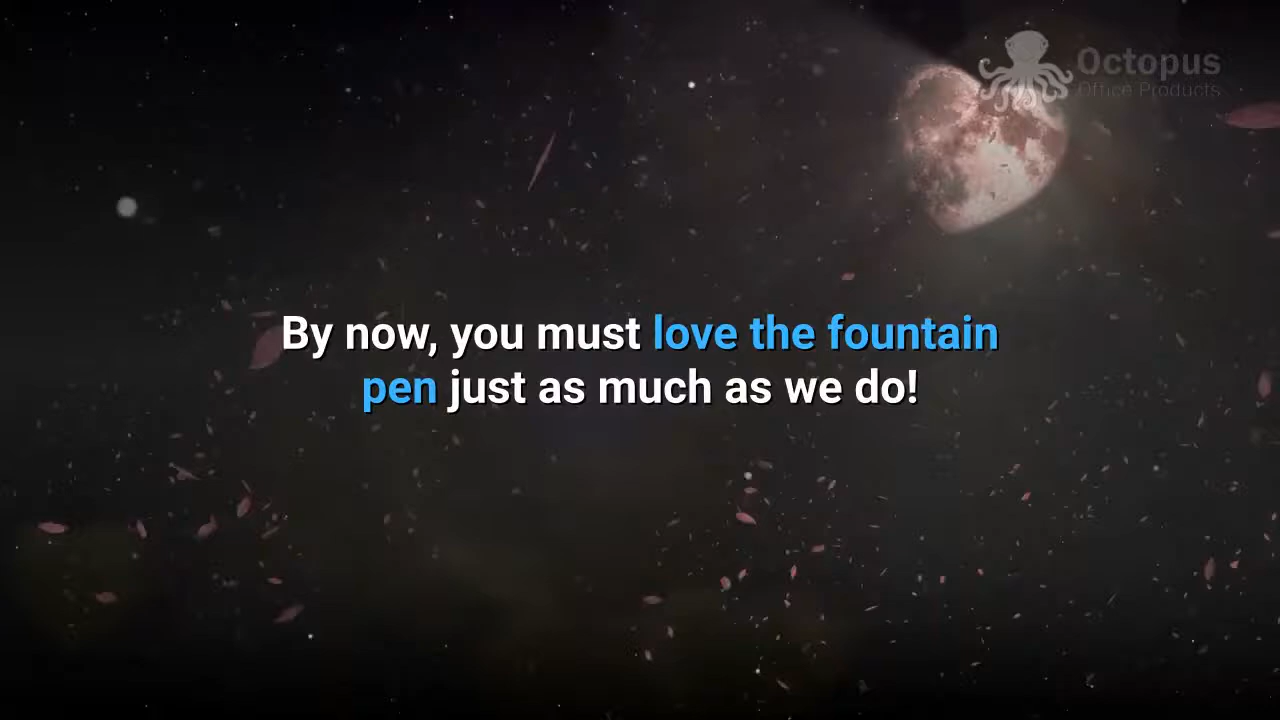 Octopus
Office Products
By now, you must love the fountain
pen just as much as we do!